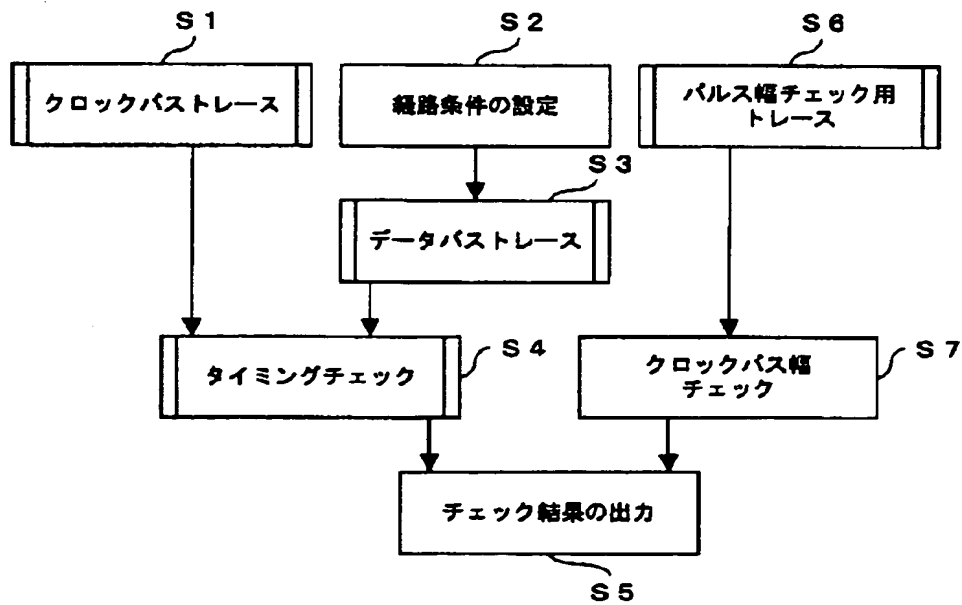 S1
S2
S6
クロックパストレース
経路条件の設定
パルス幅チェック用
トレース
S3
データパストレース
S4
タイミングチェック
クロックパス幅
チェック
S7
チェック結果の出力
S5